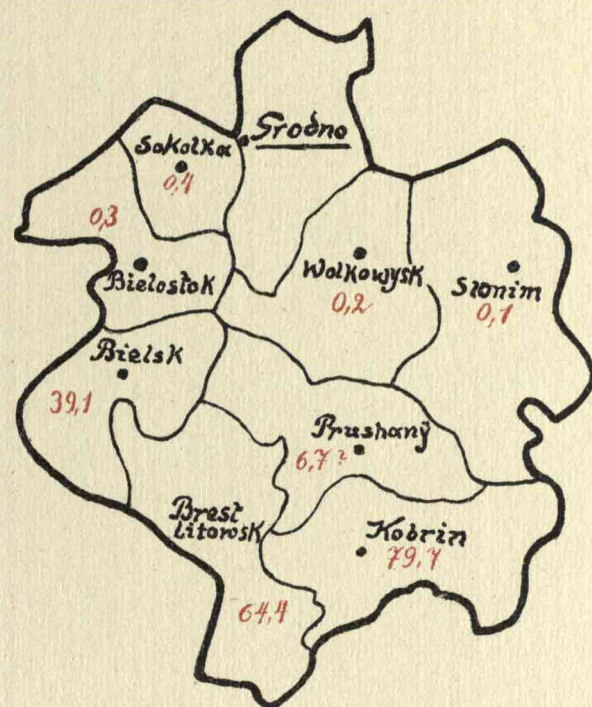 Grodno
Sokolka
0,4
0,3
Bielostok
Wolkowysk
0,2
Slonim
0,1
Bielsk
39,1
Prushany
6,7?
Brest
Litowsk
64,4
Kobrin
79,7